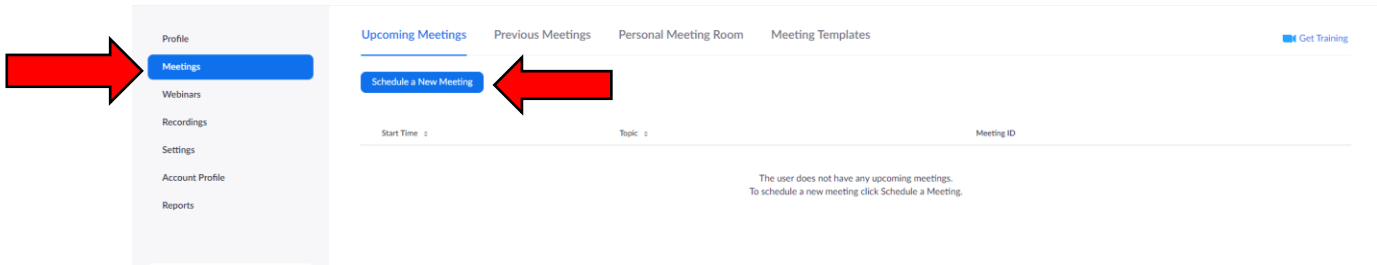 Profile
Meetings
Webinars
Recordings
Settings
Account Profile
Reports
Upcoming Meetings Previous Meetings Personal Meeting Room Meeting Templates
Get Training
Schedule a New Meeting
Start Time Topic Meeting ID
The user does not have any upcoming meetings.
To schedule a new meeting click Schedule a Meeting.